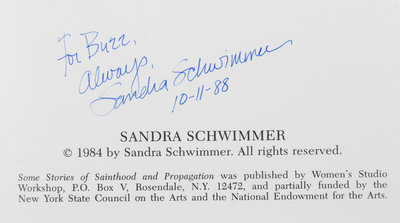 For Buzz,
Always,
Sandra Schwimmer
10-11-88
SANDRA SCHWIMMER
© 1984 by Sandra Schwimmer. All rights reserved.
Some Stories of Sainthood and Propagation was published by Women's Studio
Workshop, P.O. Box V, Rosendale, N.Y. 12472, and partially funded by the
New York State Council on the Arts and the National Endowment for the Arts.